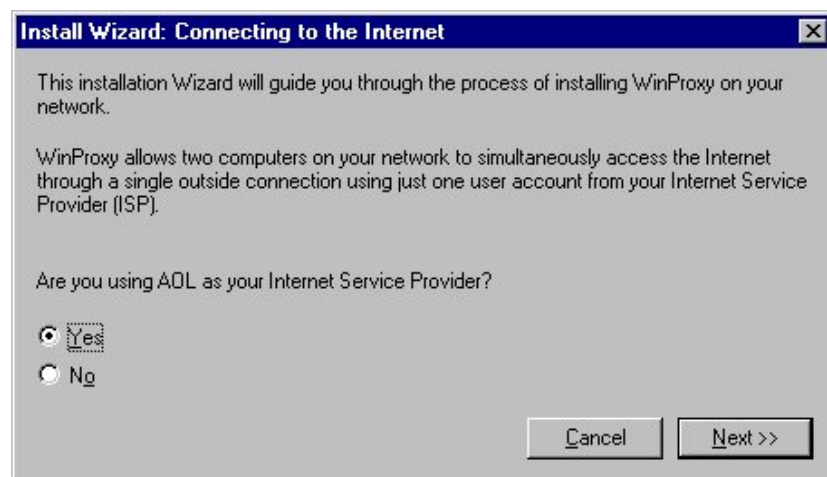 Install Wizard: Connecting to the Internet
This installation Wizard will guide you through the process of installing WinProxy on your
network.
WinProxy allows two computers on your network to simultaneously access the Internet
through a single outside connection using just one user account from your Internet Service
Provider (ISP).
Are you using AOL as your Internet Service Provider?
Yes
No
Cancel
Next >>